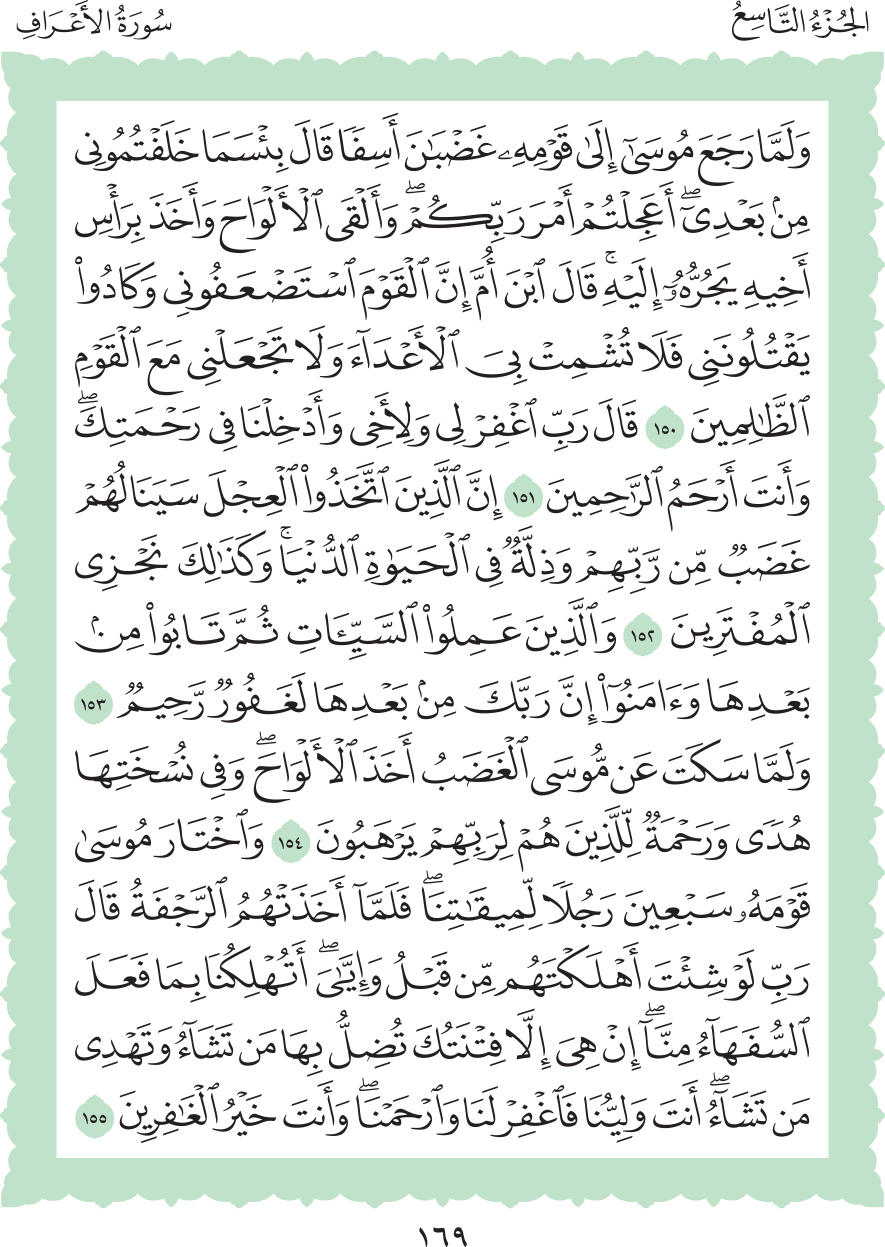 الجُزْءُ التَّاسِعُ
سُورَةُ الأَعْرَافِ
وَلَمَّا رَجَعَ مُوسَىٰٓ إِلَىٰ قَوْمِهِۦ غَضْبَٰنَ أَسِفٗا قَالَ بِئْسَمَا خَلَفْتُمُونِي
مِنۢ بَعْدِيٓۖ أَعَجِلْتُمْ أَمْرَ رَبِّكُمْۖ وَأَلْقَى ٱلْأَلْوَاحَ وَأَخَذَ بِرَأْسِ
أَخِيهِ يَجُرُّهُۥٓ إِلَيْهِۚ قَالَ ٱبْنَ أُمَّ إِنَّ ٱلْقَوْمَ ٱسْتَضْعَفُونِي وَكَادُواْ
يَقْتُلُونَنِي فَلَا تُشْمِتْ بِيَ ٱلْأَعْدَآءَ وَلَا تَجْعَلْنِي مَعَ ٱلْقَوْمِ
ٱلظَّٰلِمِينَ ١٥٠ قَالَ رَبِّ ٱغْفِرْ لِي وَلِأَخِي وَأَدْخِلْنَا فِي رَحْمَتِكَۖ
وَأَنتَ أَرْحَمُ ٱلرَّٰحِمِينَ ١٥١ إِنَّ ٱلَّذِينَ ٱتَّخَذُواْ ٱلْعِجْلَ سَيَنَالُهُمْ
غَضَبٞ مِّن رَّبِّهِمْ وَذِلَّةٞ فِي ٱلْحَيَوٰةِ ٱلدُّنْيَاۚ وَكَذَٰلِكَ نَجْزِي
ٱلْمُفْتَرِينَ ١٥٢ وَٱلَّذِينَ عَمِلُواْ ٱلسَّيِّـَٔاتِ ثُمَّ تَابُواْ مِنۢ
بَعْدِهَا وَءَامَنُوٓاْ إِنَّ رَبَّكَ مِنۢ بَعْدِهَا لَغَفُورٞ رَّحِيمٞ ١٥٣
وَلَمَّا سَكَتَ عَن مُّوسَى ٱلْغَضَبُ أَخَذَ ٱلْأَلْوَاحَۖ وَفِي نُسْخَتِهَا
هُدٗى وَرَحْمَةٞ لِّلَّذِينَ هُمْ لِرَبِّهِمْ يَرْهَبُونَ ١٥٤ وَٱخْتَارَ مُوسَىٰ
قَوْمَهُۥ سَبْعِينَ رَجُلٗا لِّمِيقَٰتِنَاۖ فَلَمَّآ أَخَذَتْهُمُ ٱلرَّجْفَةُ قَالَ
رَبِّ لَوْ شِئْتَ أَهْلَكْتَهُم مِّن قَبْلُ وَإِيَّٰيَۖ أَتُهْلِكُنَا بِمَا فَعَلَ
ٱلسُّفَهَآءُ مِنَّآۖ إِنْ هِيَ إِلَّا فِتْنَتُكَ تُضِلُّ بِهَا مَن تَشَآءُ وَتَهْدِي
مَن تَشَآءُۖ أَنتَ وَلِيُّنَا فَٱغْفِرْ لَنَا وَٱرْحَمْنَاۖ وَأَنتَ خَيْرُ ٱلْغَٰفِرِينَ ١٥٥
١٦٩